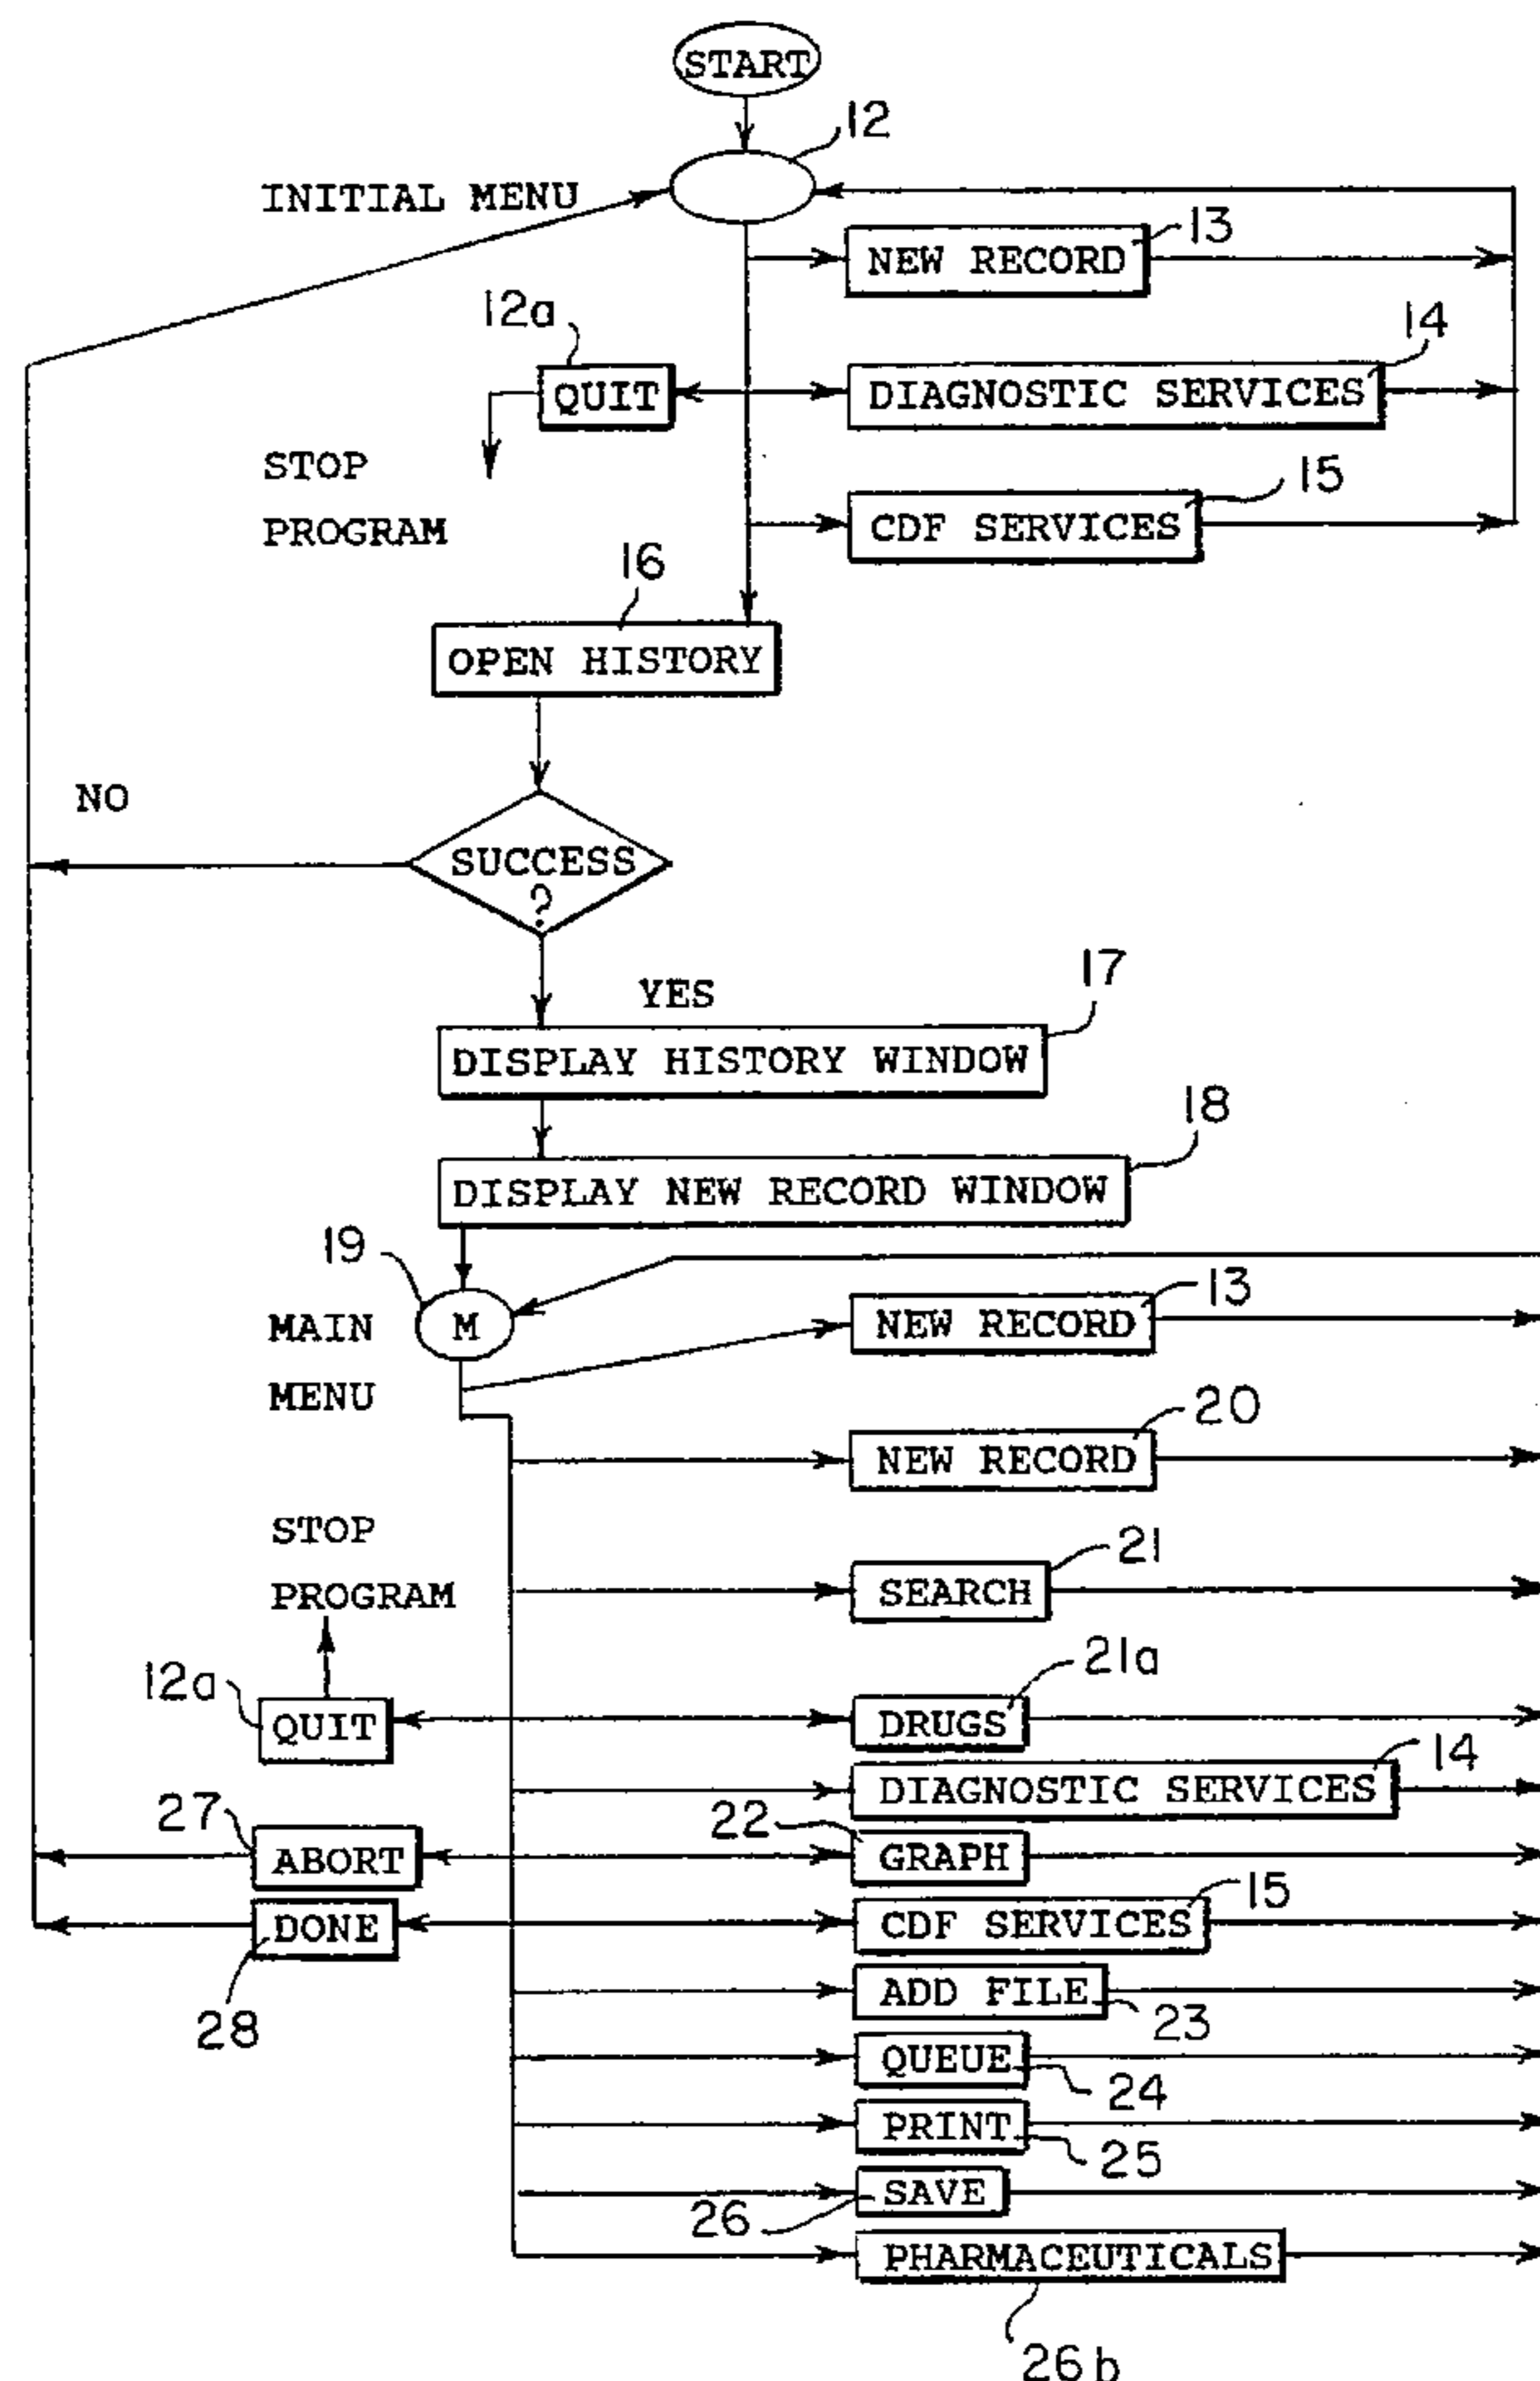 START
12
INITIAL MENU
13
NEW RECORD
12a
14
QUIT
DIAGNOSTIC SERVICES
STOP
PROGRAM
15
CDF SERVICES
16
OPEN HISTORY
NO
SUCCESS
?
YES
17
DISPLAY HISTORY WINDOW
18
DISPLAY NEW RECORD WINDOW
19
M
MAIN
MENU
13
NEW RECORD
20
NEW RECORD
STOP
PROGRAM
21
SEARCH
12a
QUIT
21a
DRUGS
14
DIAGNOSTIC SERVICES
27
ABORT
22
GRAPH
28
DONE
15
CDF SERVICES
ADD FILE
23
QUEUE
24
PRINT
25
SAVE
26
PHARMACEUTICALS
26b